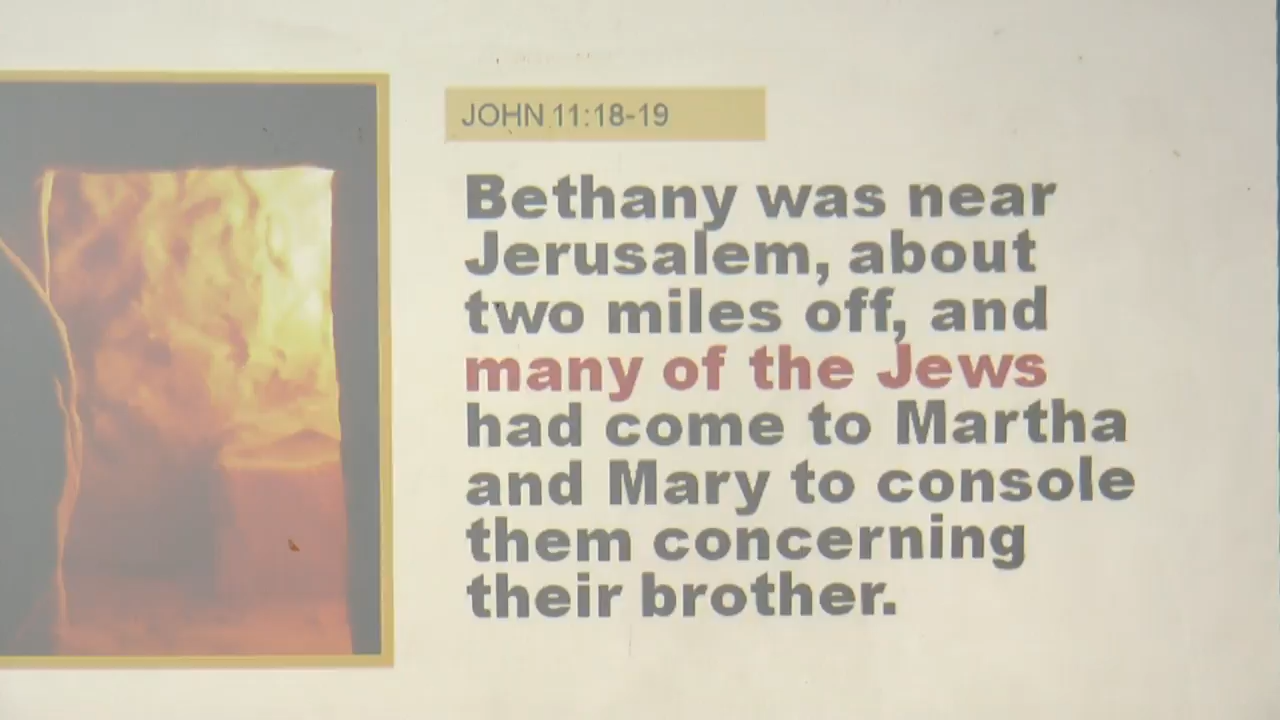 JOHN 11:18-19
Bethany was near
Jerusalem, about
two miles off, and
many of the Jews
had come to Martha
and Mary to console
them concerning
their brother.